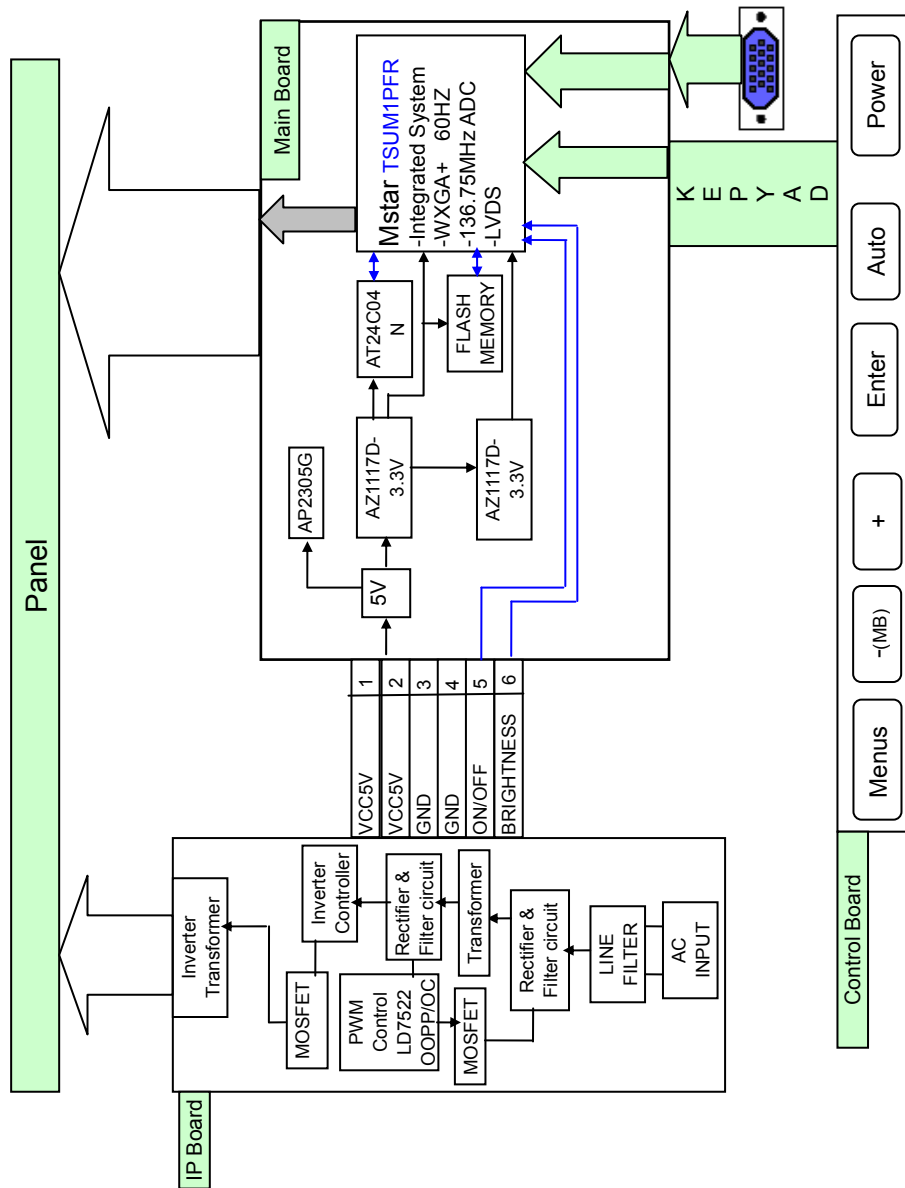 Panel
IP Board
Inverter
Transformer
MOSFET
Inverter
Controller
PWM
Control
LD7522
OOPP/OC
Rectifier &
Filter circuit
MOSFET
Transformer
Rectifier &
Filter circuit
LINE
FILTER
AC
INPUT
VCC5V 1
VCC5V 2
GND 3
GND 4
ON/OFF 5
BRIGHTNESS 6
Main Board
5V
AP2305G
AZ1117D-
3.3V
AZ1117D-
3.3V
AT24C04
N
FLASH
MEMORY
Mstar TSUM1PFR
-Integrated System
-WXGA+ 60HZ
-136.75MHz ADC
-LVDS
KEPYAD
Control Board
Menus
-(MB)
+
Enter
Auto
Power